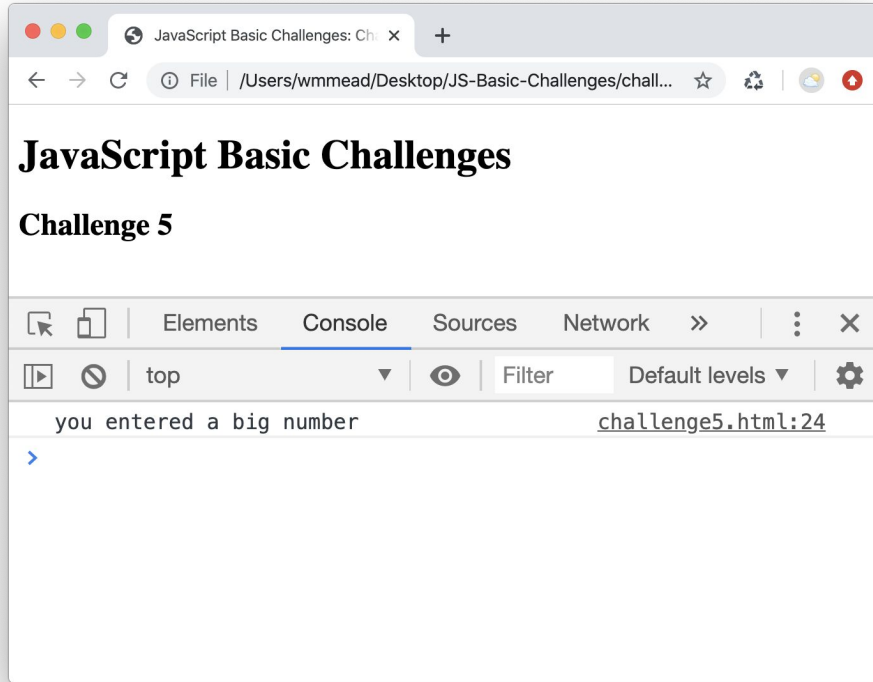 JavaScript Basic Challenges: Ch
File /Users/wmmead/Desktop/JS-Basic-Challenges/chall...
JavaScript Basic Challenges
Challenge 5
Elements Console Sources Network
top Filter Default levels
you entered a big number challenge5.html:24